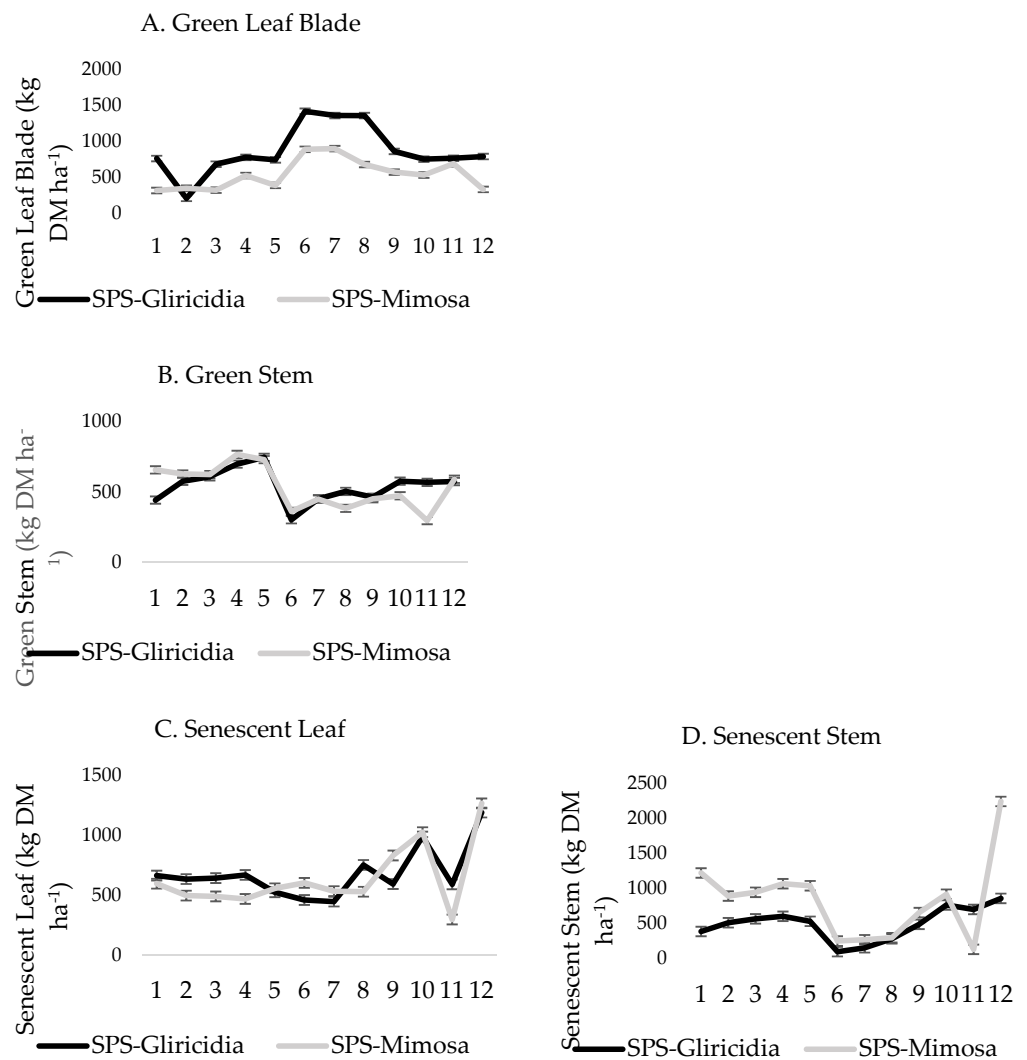 A. Green Leaf Blade
Green Leaf Blade (kg
DM ha-1)
2000
1500
1000
500
0
1 2 3 4 5 6 7 8 9 10 11 12
SPS-Gliricidia SPS-Mimosa
B. Green Stem
Green Stem (kg DM ha-
1)
1000
500
0
1 2 3 4 5 6 7 8 9 10 11 12
SPS-Gliricidia SPS-Mimosa
C. Senescent Leaf
Senescent Leaf (kg DM
ha-1)
1500
1000
500
0
1 2 3 4 5 6 7 8 9 10 11 12
SPS-Gliricidia SPS-Mimosa
D. Senescent Stem
Senescent Stem (kg DM
ha-1)
2500
2000
1500
1000
500
0
1 2 3 4 5 6 7 8 9 10 11 12
SPS-Gliricidia SPS-Mimosa